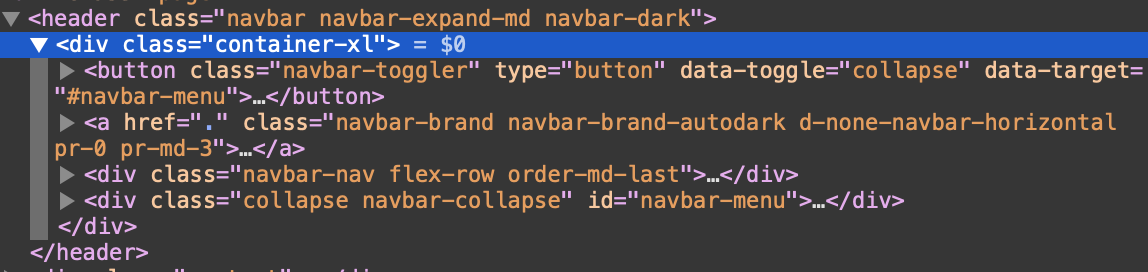 ▼<header class="navbar navbar-expand-md navbar-dark">
▼<div class="container-xl"> = $0
▶<button class="navbar-toggler" type="button" data-toggle="collapse" data-target=
"#navbar-menu">…</button>
▶<a href="." class="navbar-brand navbar-brand-autodark d-none-navbar-horizontal
pr-0 pr-md-3">…</a>
▶<div class="navbar-nav flex-row order-md-last">…</div>
▶<div class="collapse navbar-collapse" id="navbar-menu">…</div>
</div>
</header>